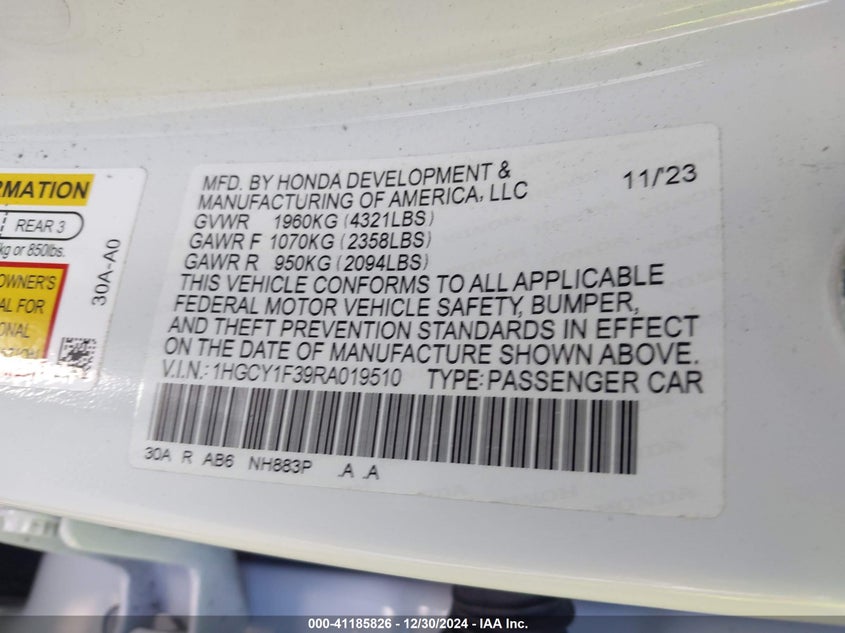 RMATION
REAR 3
kg or 850lbs.
OWNER'S
AL FOR
ONAL
30A-A0
MFD. BY HONDA DEVELOPMENT & 11/'23
MANUFACTURING OF AMERICA, LLC
GVWR 1960KG (4321LBS)
GAWR F 1070KG (2358LBS)
GAWR R 950KG (2094LBS)
THIS VEHICLE CONFORMS TO ALL APPLICABLE
FEDERAL MOTOR VEHICLE SAFETY, BUMPER,
AND THEFT PREVENTION STANDARDS IN EFFECT
ON THE DATE OF MANUFACTURE SHOWN ABOVE.
V.I.N.: 1HGCY1F39RA019510 TYPE: PASSENGER CAR
30A R AB6 NH883P .A .A
000-41185826 - 12/30/2024 - IAA Inc.